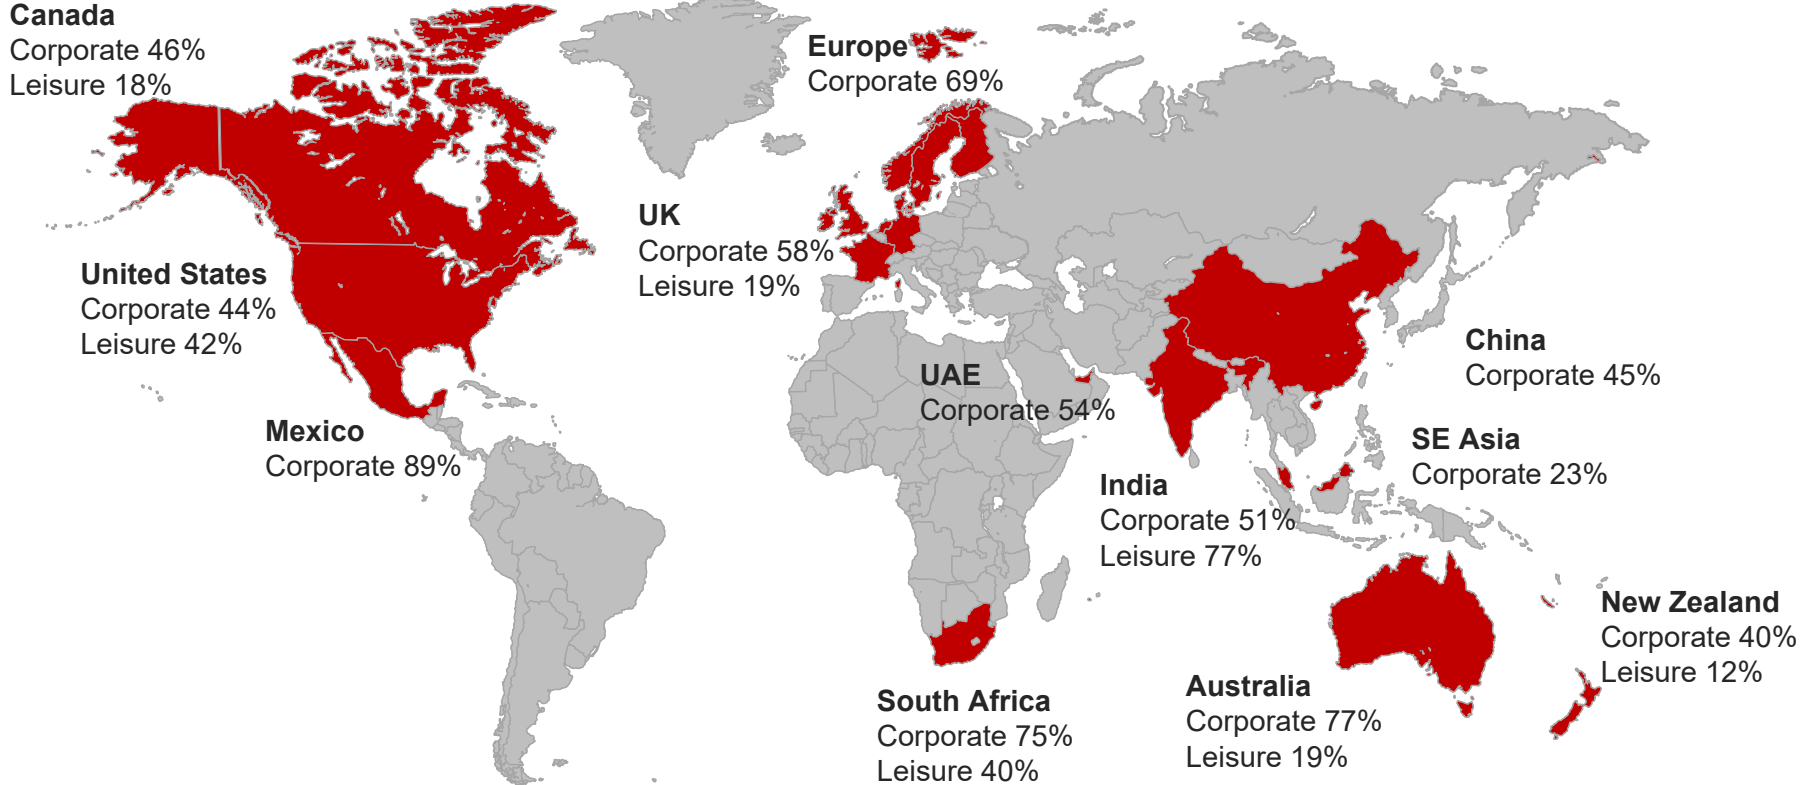 Canada
Corporate 46%
Leisure 18%
Europe
Corporate 69%
UK
Corporate 58%
Leisure 19%
United States
Corporate 44%
Leisure 42%
China
Corporate 45%
UAE
Corporate 54%
Mexico
Corporate 89%
SE Asia
Corporate 23%
India
Corporate 51%
Leisure 77%
New Zealand
Corporate 40%
Leisure 12%
South Africa
Corporate 75%
Leisure 40%
Australia
Corporate 77%
Leisure 19%